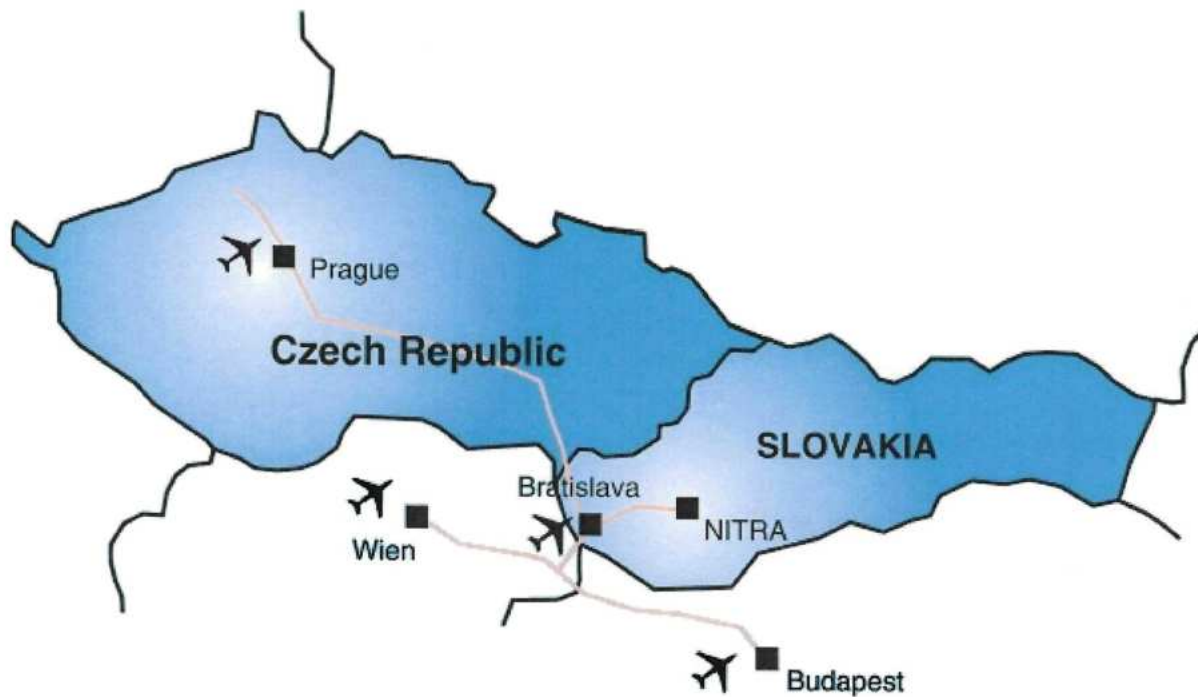 Prague
Czech Republic
SLOVAKIA
Bratislava
NITRA
Wien
Budapest